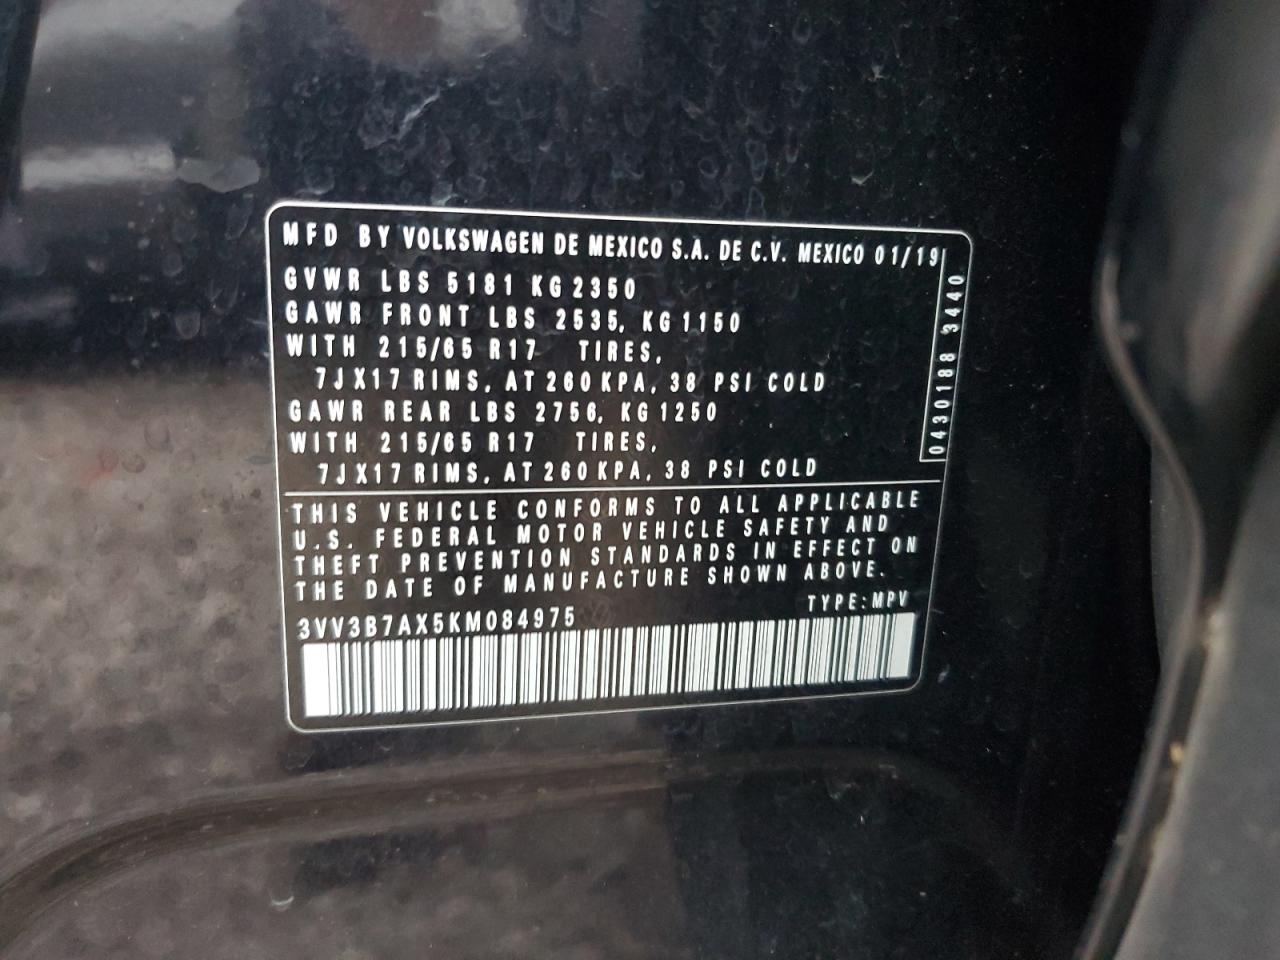 MFD BY VOLKSWAGEN DE MEXICO S.A. DE C.V. MEXICO 01/19
GVWR LBS 5181 KG 2350
GAWR FRONT LBS 2535, KG 1150
WITH 215/65 R17 TIRES,
7JX17 RIMS, AT 260 KPA, 38 PSI COLD
GAWR REAR LBS 2756, KG 1250
WITH 215/65 R17 TIRES,
7JX17 RIMS, AT 260 KPA, 38 PSI COLD
0430188 3440
THIS VEHICLE CONFORMS TO ALL APPLICABLE
U.S. FEDERAL MOTOR VEHICLE SAFETY AND
THEFT PREVENTION STANDARDS IN EFFECT ON
THE DATE OF MANUFACTURE SHOWN ABOVE.
TYPE:MPV
3VV3B7AX5KM084975